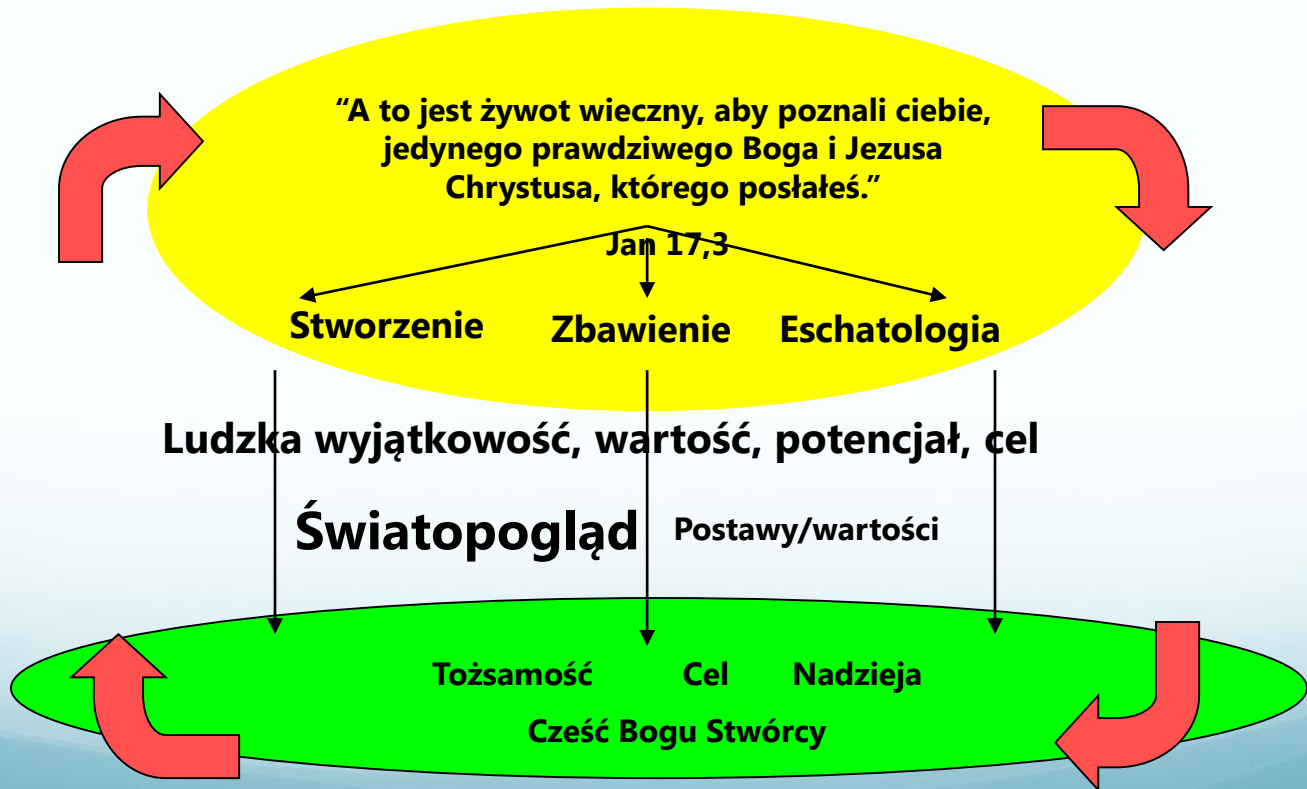 “A to jest żywot wieczny, aby poznali ciebie,
jedynego prawdziwego Boga i Jezusa
Chrystusa, którego posłałeś.”
Jan 17,3
Stworzenie Zbawienie Eschatologia
Ludzka wyjątkowość, wartość, potencjał, cel
Światopogląd Postawy/wartości
Tożsamość Cel Nadzieja
Cześć Bogu Stwórcy